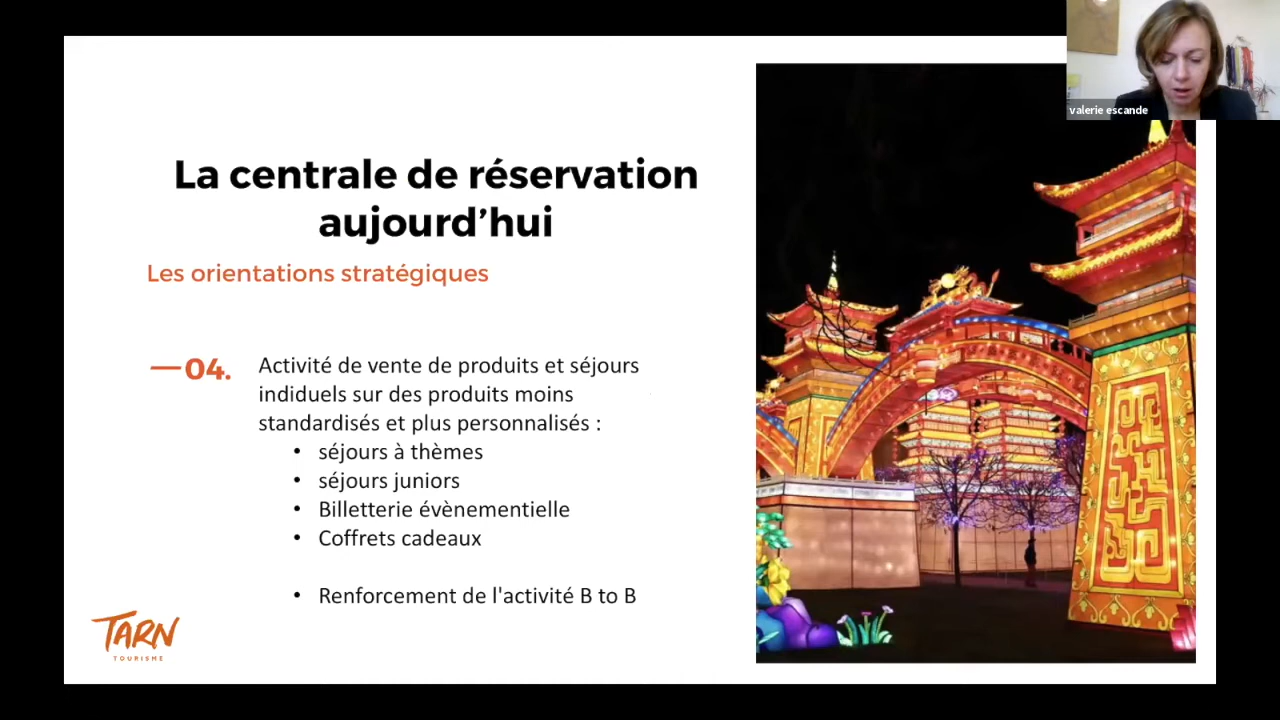 valerie escande
La centrale de réservation
aujourd’hui
Les orientations stratégiques
—04.
Activité de vente de produits et séjours
indiduels sur des produits moins
standardisés et plus personnalisés :
• séjours à thèmes
• séjours juniors
• Billetterie évènementielle
• Coffrets cadeaux
• Renforcement de l'activité B to B
TARN
TOURISME